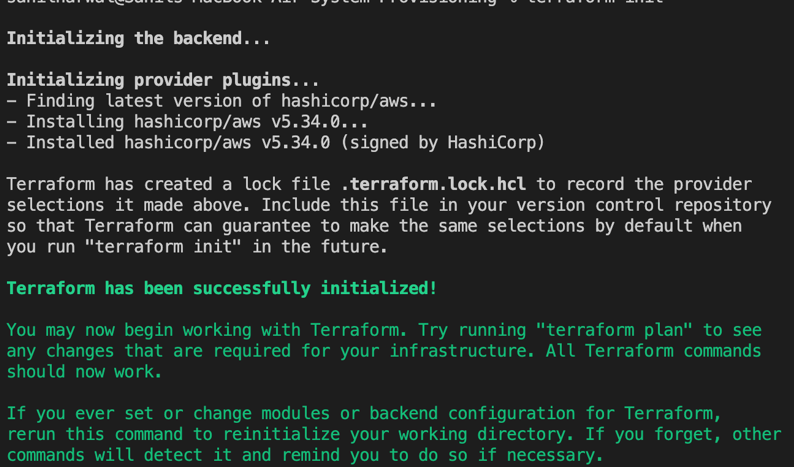 Initializing the backend...
Initializing provider plugins...
- Finding latest version of hashicorp/aws...
- Installing hashicorp/aws v5.34.0...
- Installed hashicorp/aws v5.34.0 (signed by HashiCorp)
Terraform has created a lock file .terraform.lock.hcl to record the provider
selections it made above. Include this file in your version control repository
so that Terraform can guarantee to make the same selections by default when
you run "terraform init" in the future.
Terraform has been successfully initialized!
You may now begin working with Terraform. Try running "terraform plan" to see
any changes that are required for your infrastructure. All Terraform commands
should now work.
If you ever set or change modules or backend configuration for Terraform,
rerun this command to reinitialize your working directory. If you forget, other
commands will detect it and remind you to do so if necessary.